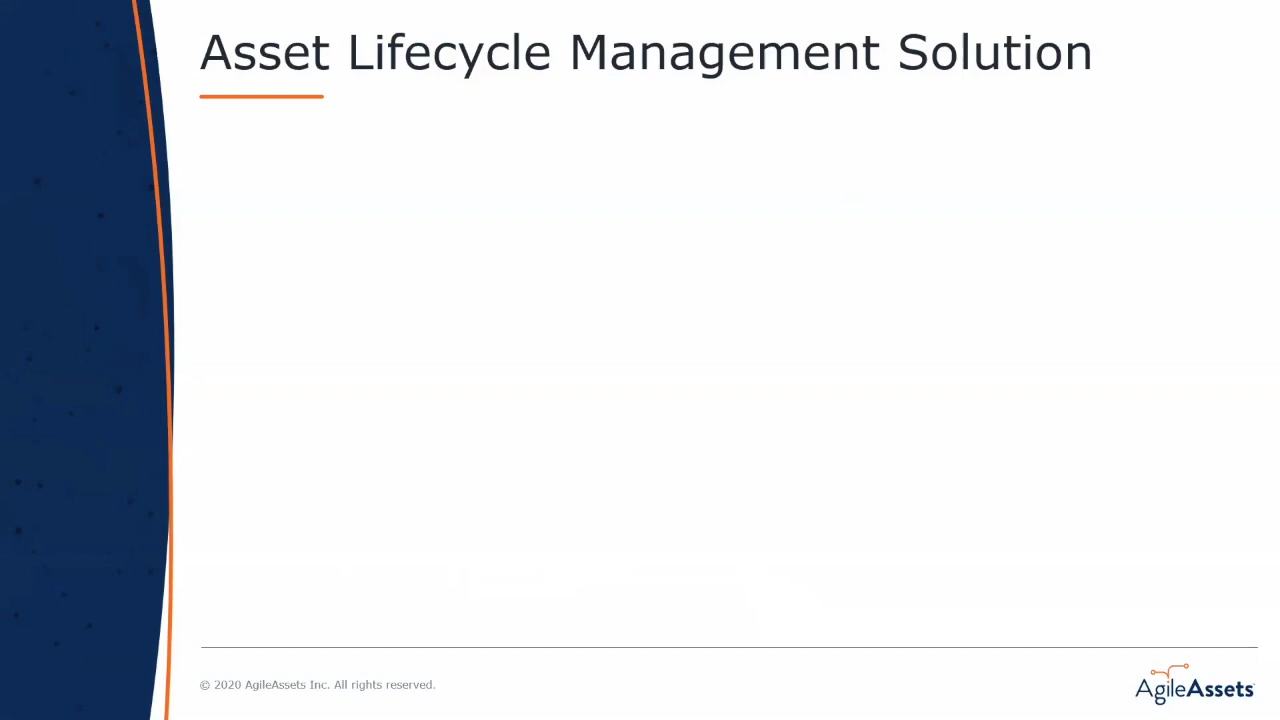 Asset Lifecycle Management Solution
© 2020 AgileAssets Inc. All rights reserved.
AgileAssets